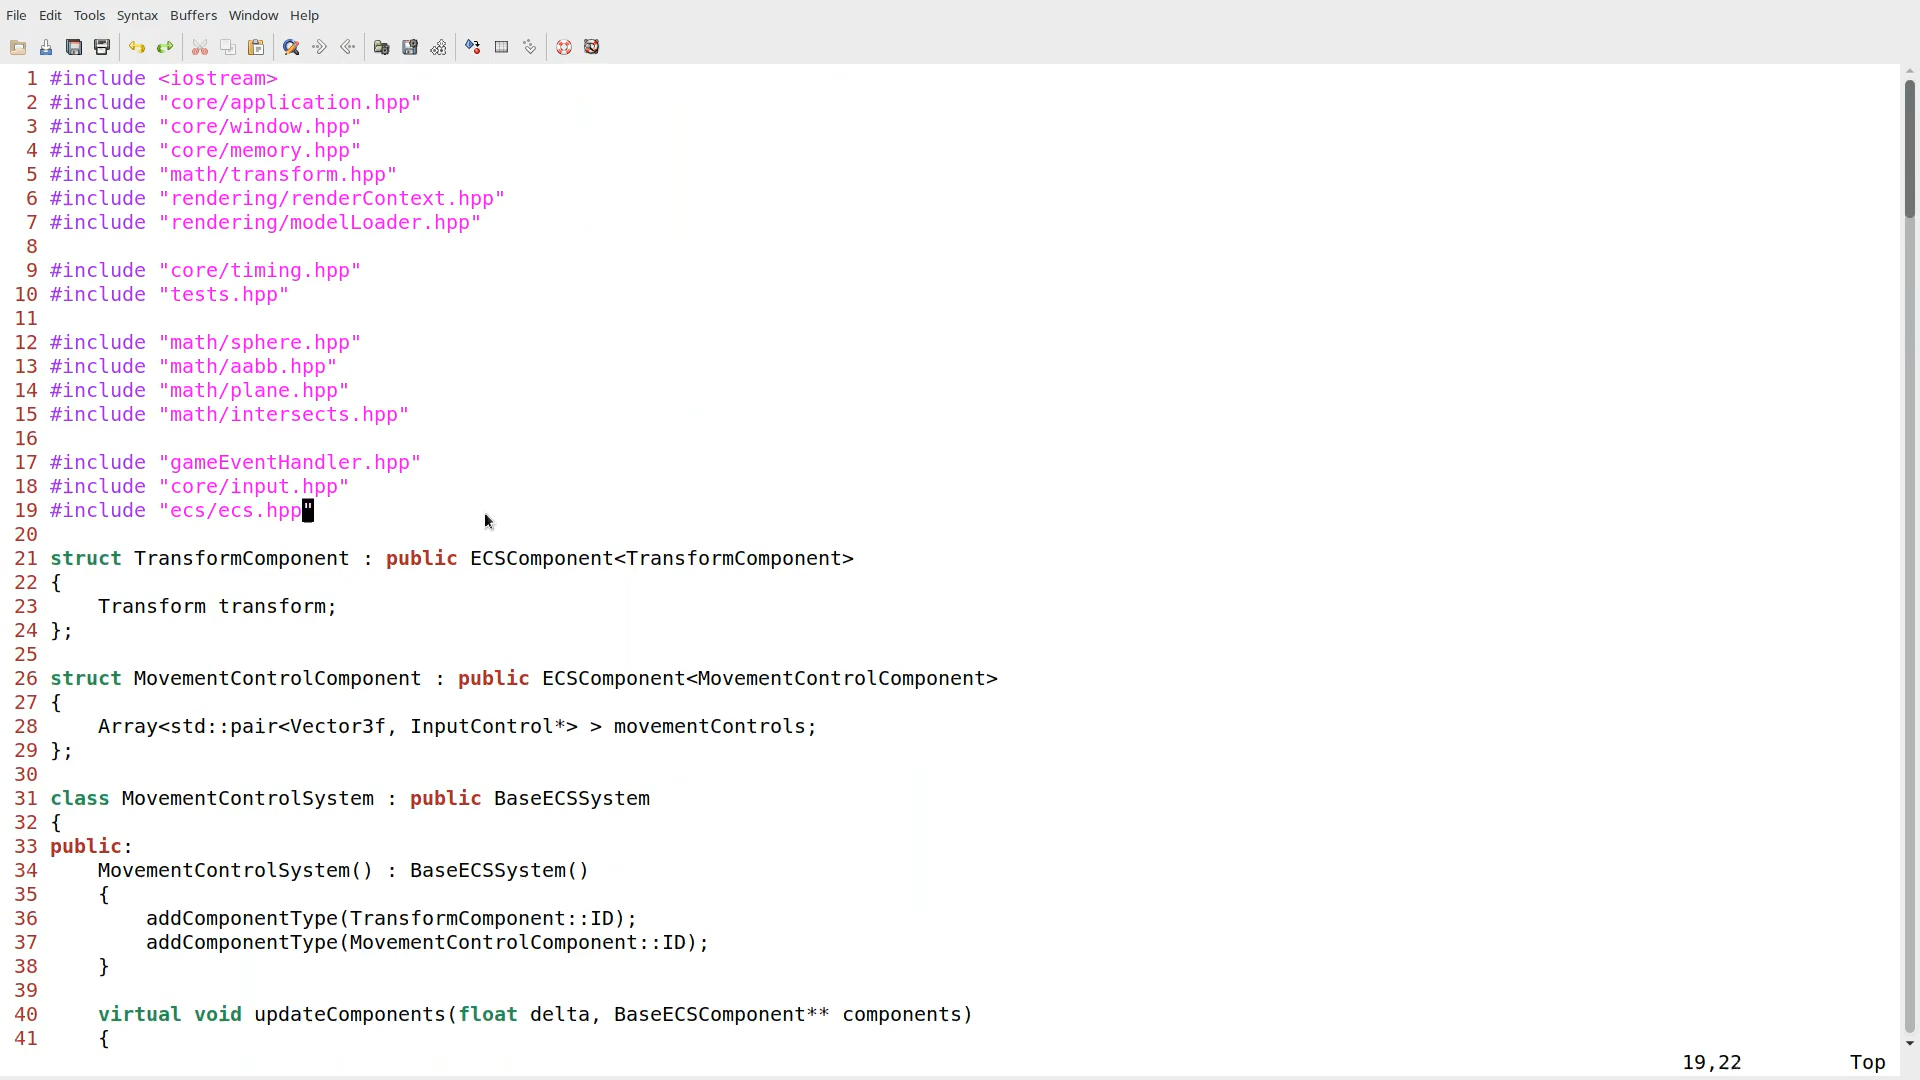 File Edit Tools Syntax Buffers Window Help
1 #include <iostream>
2 #include "core/application.hpp"
3 #include "core/window.hpp"
4 #include "core/memory.hpp"
5 #include "math/transform.hpp"
6 #include "rendering/renderContext.hpp"
7 #include "rendering/modelLoader.hpp"
8
9 #include "core/timing.hpp"
10 #include "tests.hpp"
11
12 #include "math/sphere.hpp"
13 #include "math/aabb.hpp"
14 #include "math/plane.hpp"
15 #include "math/intersects.hpp"
16
17 #include "gameEventHandler.hpp"
18 #include "core/input.hpp"
19 #include "ecs/ecs.hpp"
20
21 struct TransformComponent : public ECSComponent<TransformComponent>
22 {
23     Transform transform;
24 };
25
26 struct MovementControlComponent : public ECSComponent<MovementControlComponent>
27 {
28     Array<std::pair<Vector3f, InputControl*> > movementControls;
29 };
30
31 class MovementControlSystem : public BaseECSSystem
32 {
33 public:
34     MovementControlSystem() : BaseECSSystem()
35     {
36         addComponentType(TransformComponent::ID);
37         addComponentType(MovementControlComponent::ID);
38     }
39
40     virtual void updateComponents(float delta, BaseECSComponent** components)
41     {
19,22 Top